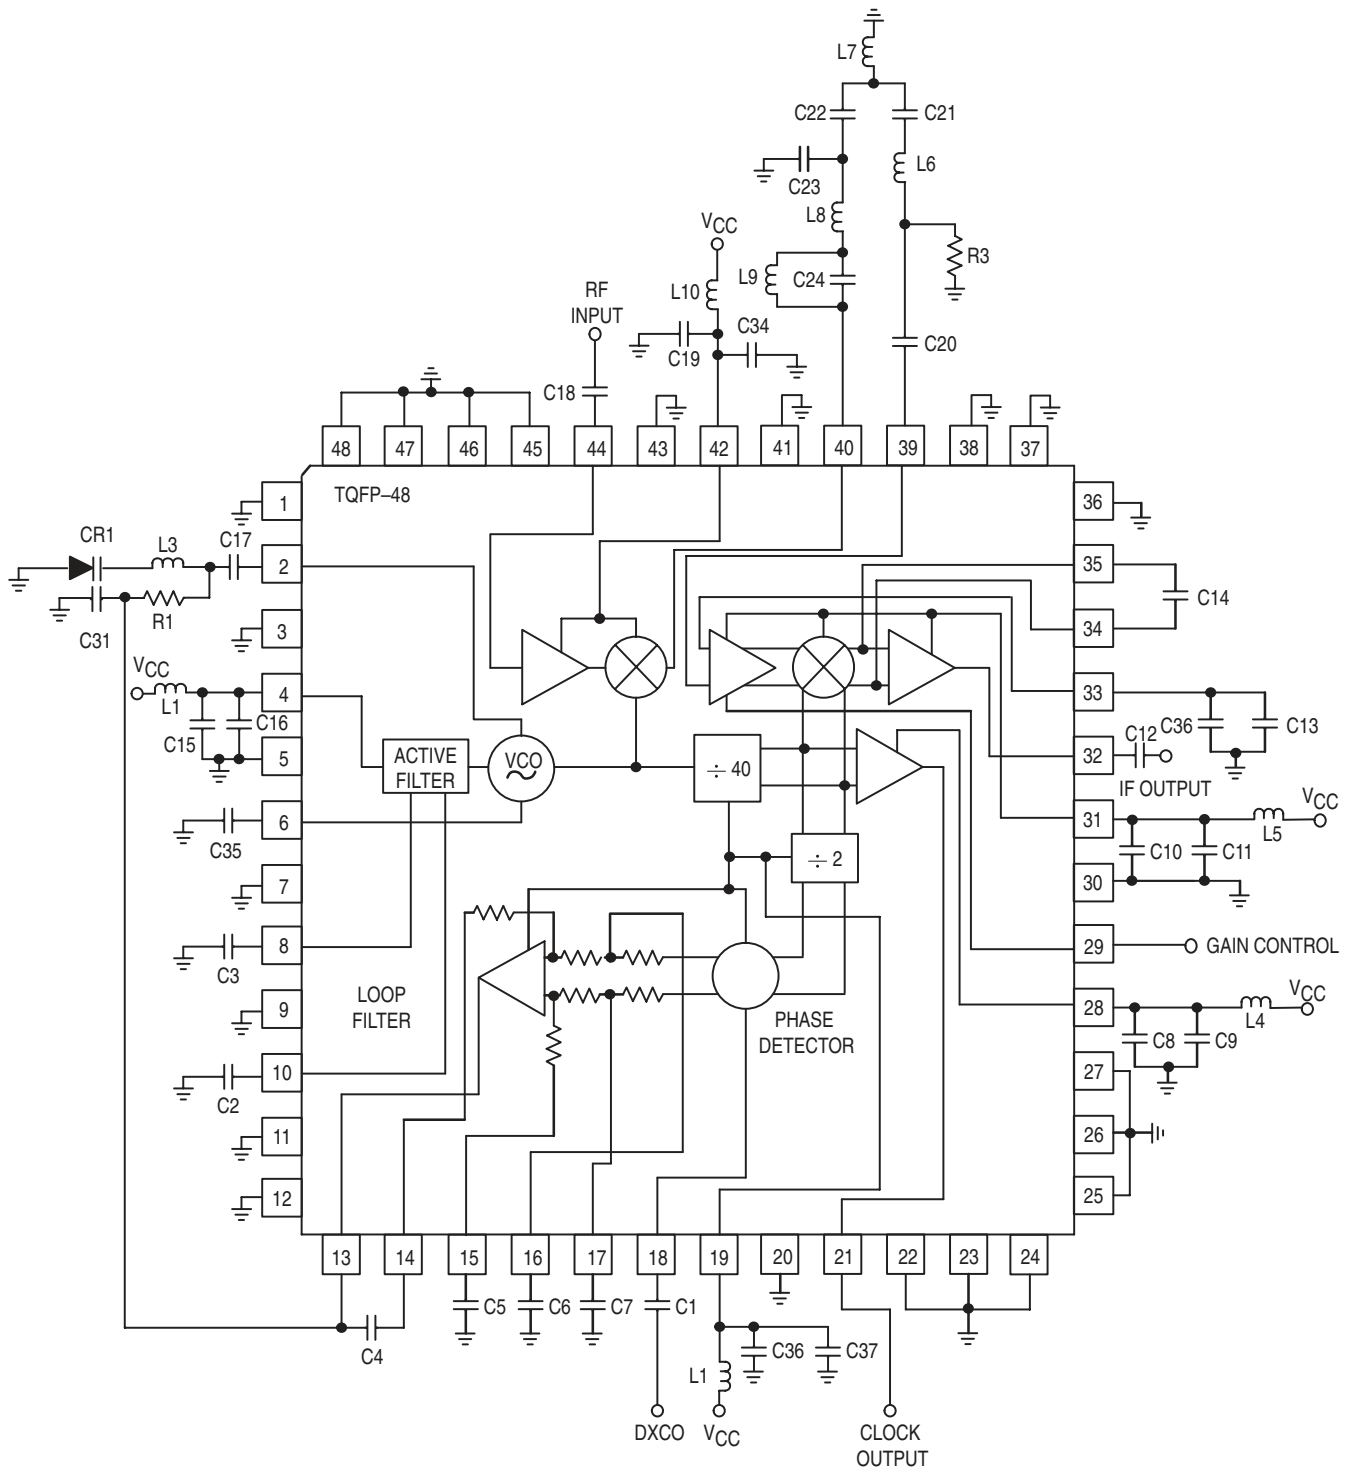 L7
C22
C21
C23
L6
L8
VCC
R3
L9
C24
L10
RF
INPUT
C34
C19
C20
C18
48
47
46
45
44
43
42
41
40
39
38
37
TQFP–48
1
36
CR1
L3
C17
2
35
C14
R1
C31
3
34
VCC
4
33
L1
C16
C15
C36
C13
C12
5
32
ACTIVE
FILTER
VCO
÷ 40
IF OUTPUT
VCC
6
31
L5
C35
C10
C11
÷ 2
7
30
8
29
GAIN CONTROL
C3
LOOP
FILTER
9
28
VCC
L4
PHASE
DETECTOR
C8
C9
10
27
C2
11
26
12
25
13
14
15
16
17
18
19
20
21
22
23
24
C5
C6
C7
C1
C4
C36
C37
L1
DXCO
VCC
CLOCK
OUTPUT